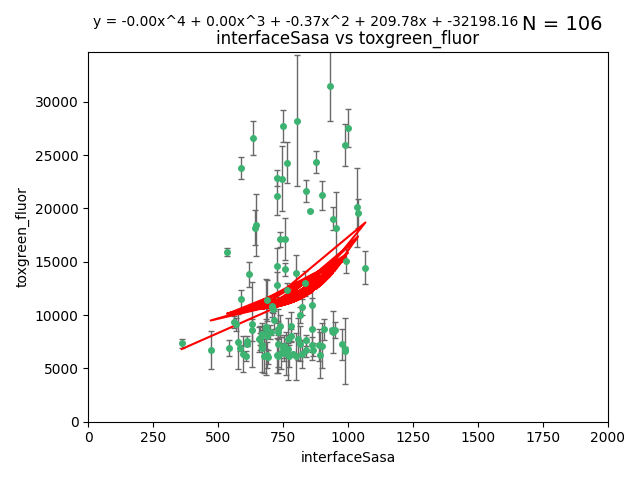 y = -0.00x^4 + 0.00x^3 + -0.37x^2 + 209.78x + -32198.16 N = 106
interfaceSasa vs toxgreen_fluor
30000
25000
20000
15000
10000
5000
0
toxgreen_fluor
0 250 500 750 1000 1250 1500 1750 2000
interfaceSasa